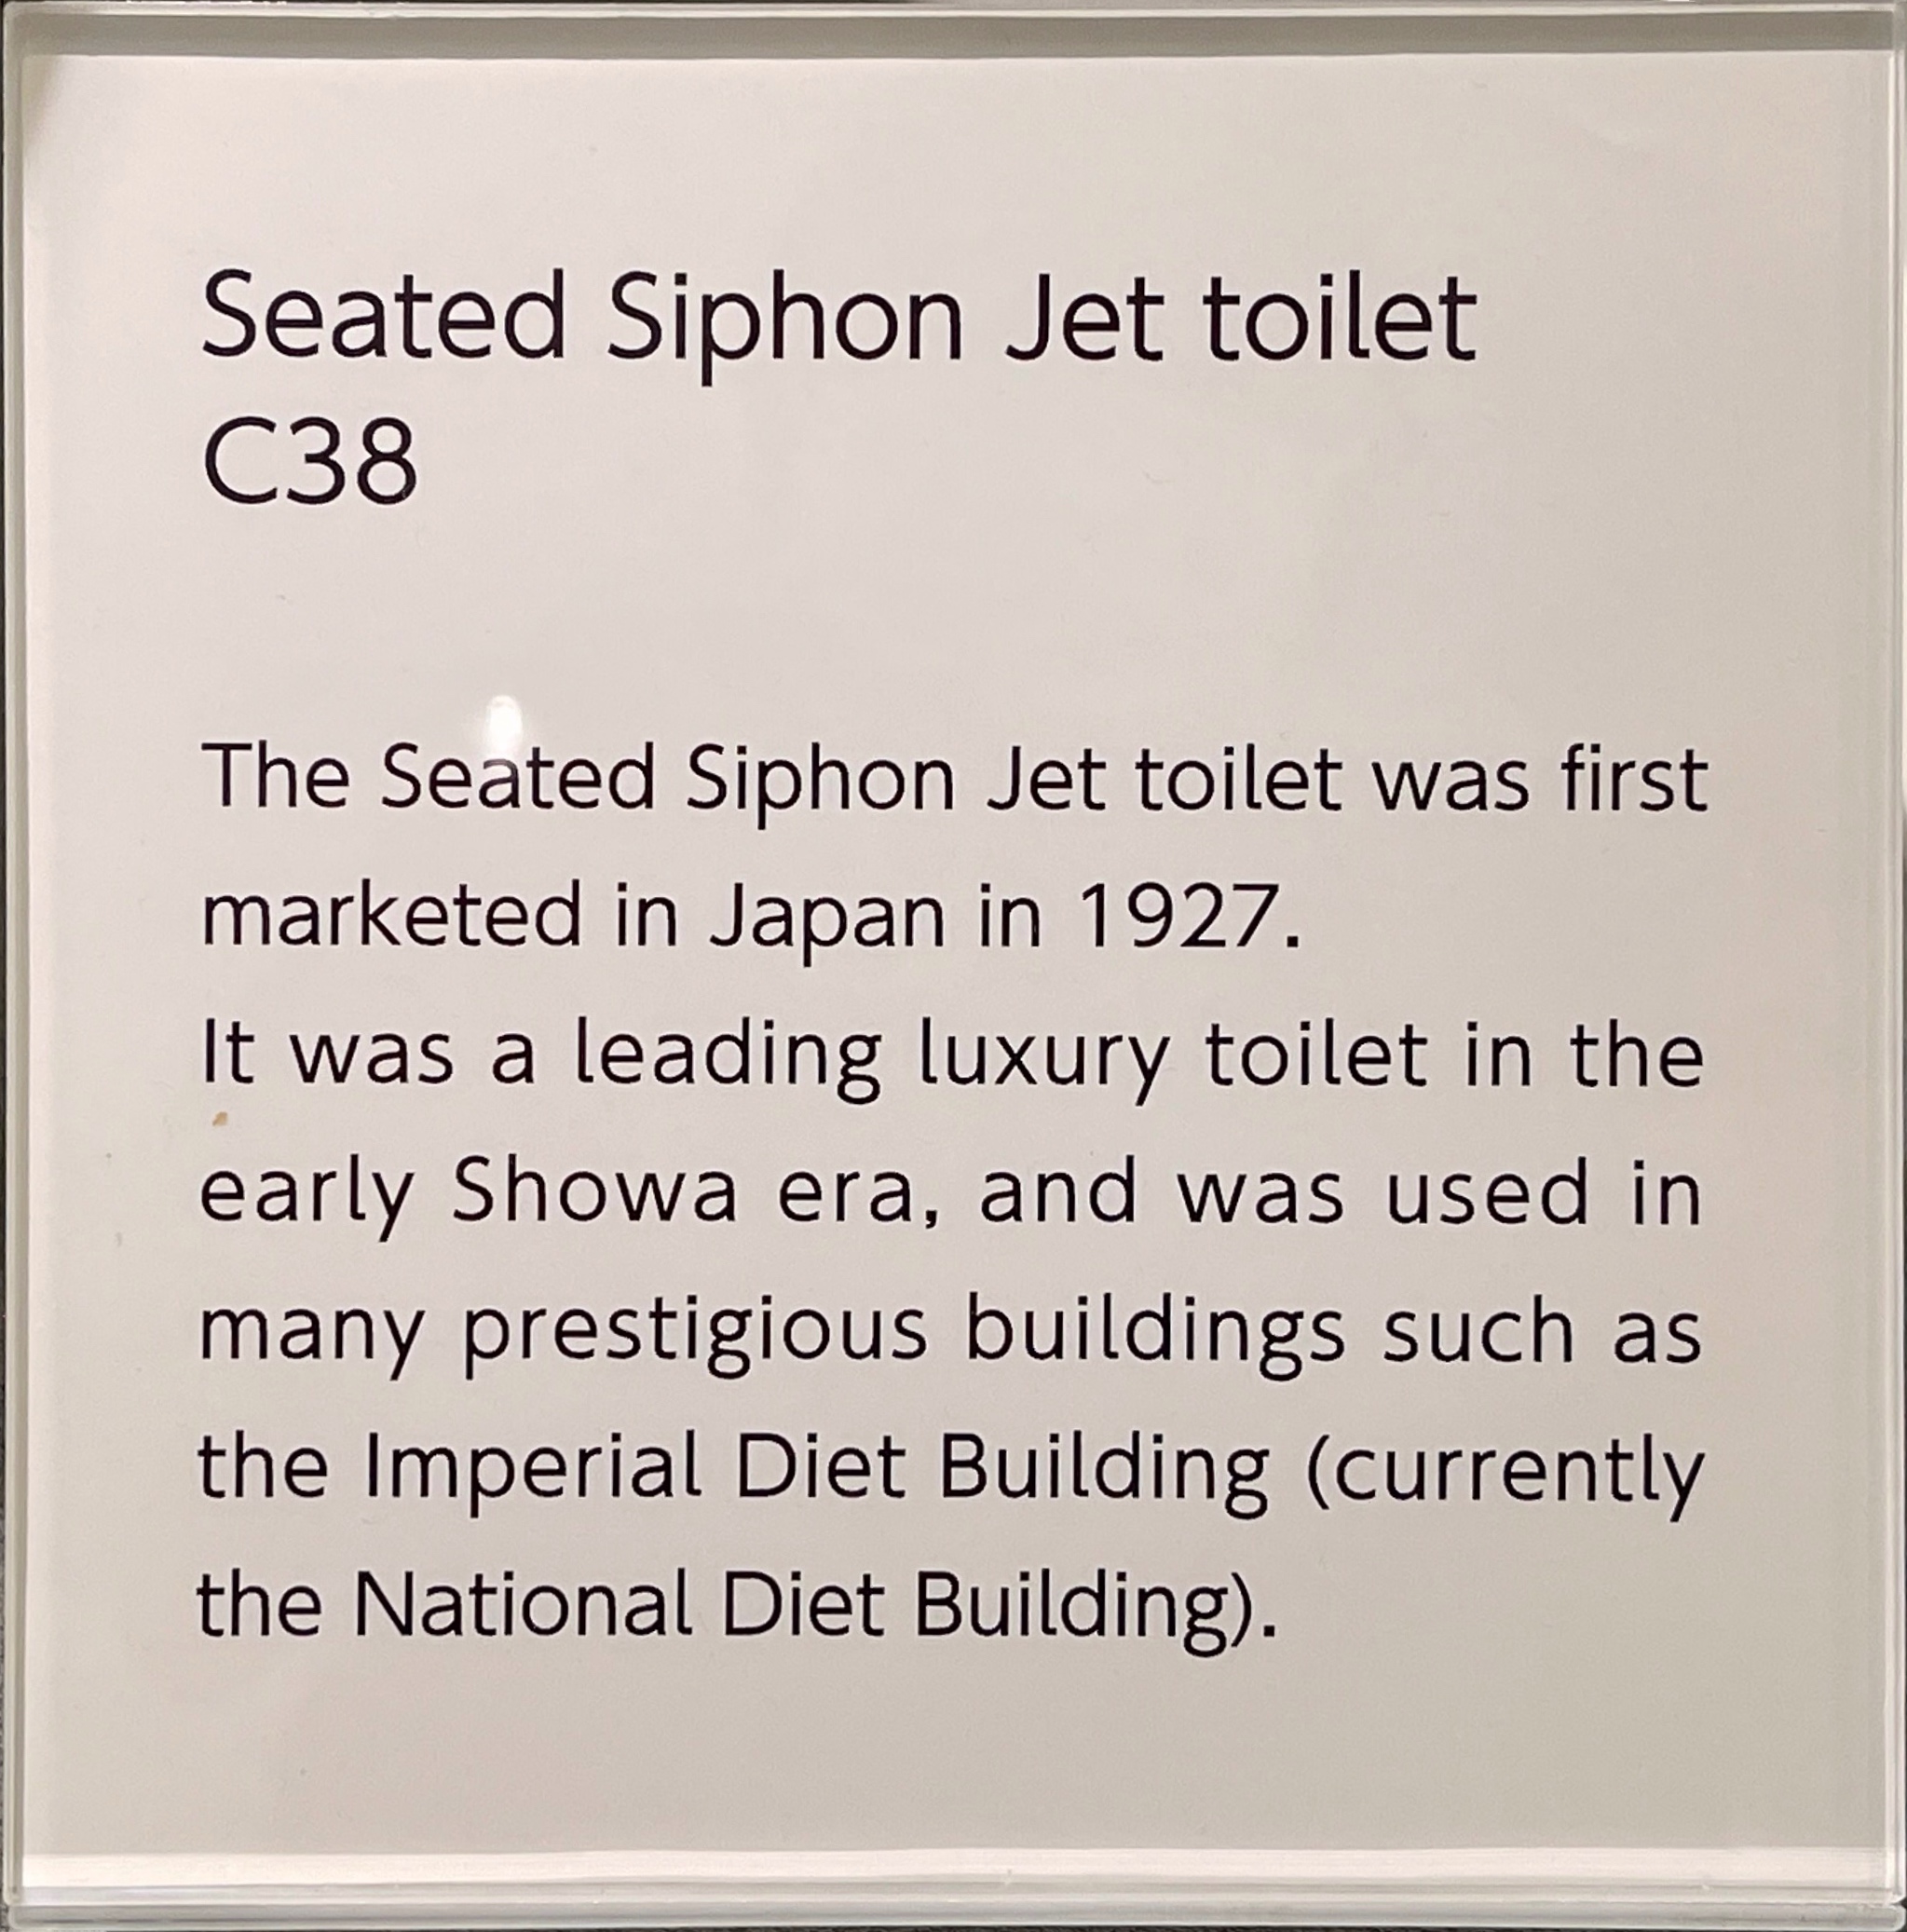 Seated Siphon Jet toilet
C38
The Seated Siphon Jet toilet was first
marketed in Japan in 1927.
It was a leading luxury toilet in the
early Showa era, and was used in
many prestigious buildings such as
the Imperial Diet Building (currently
the National Diet Building).